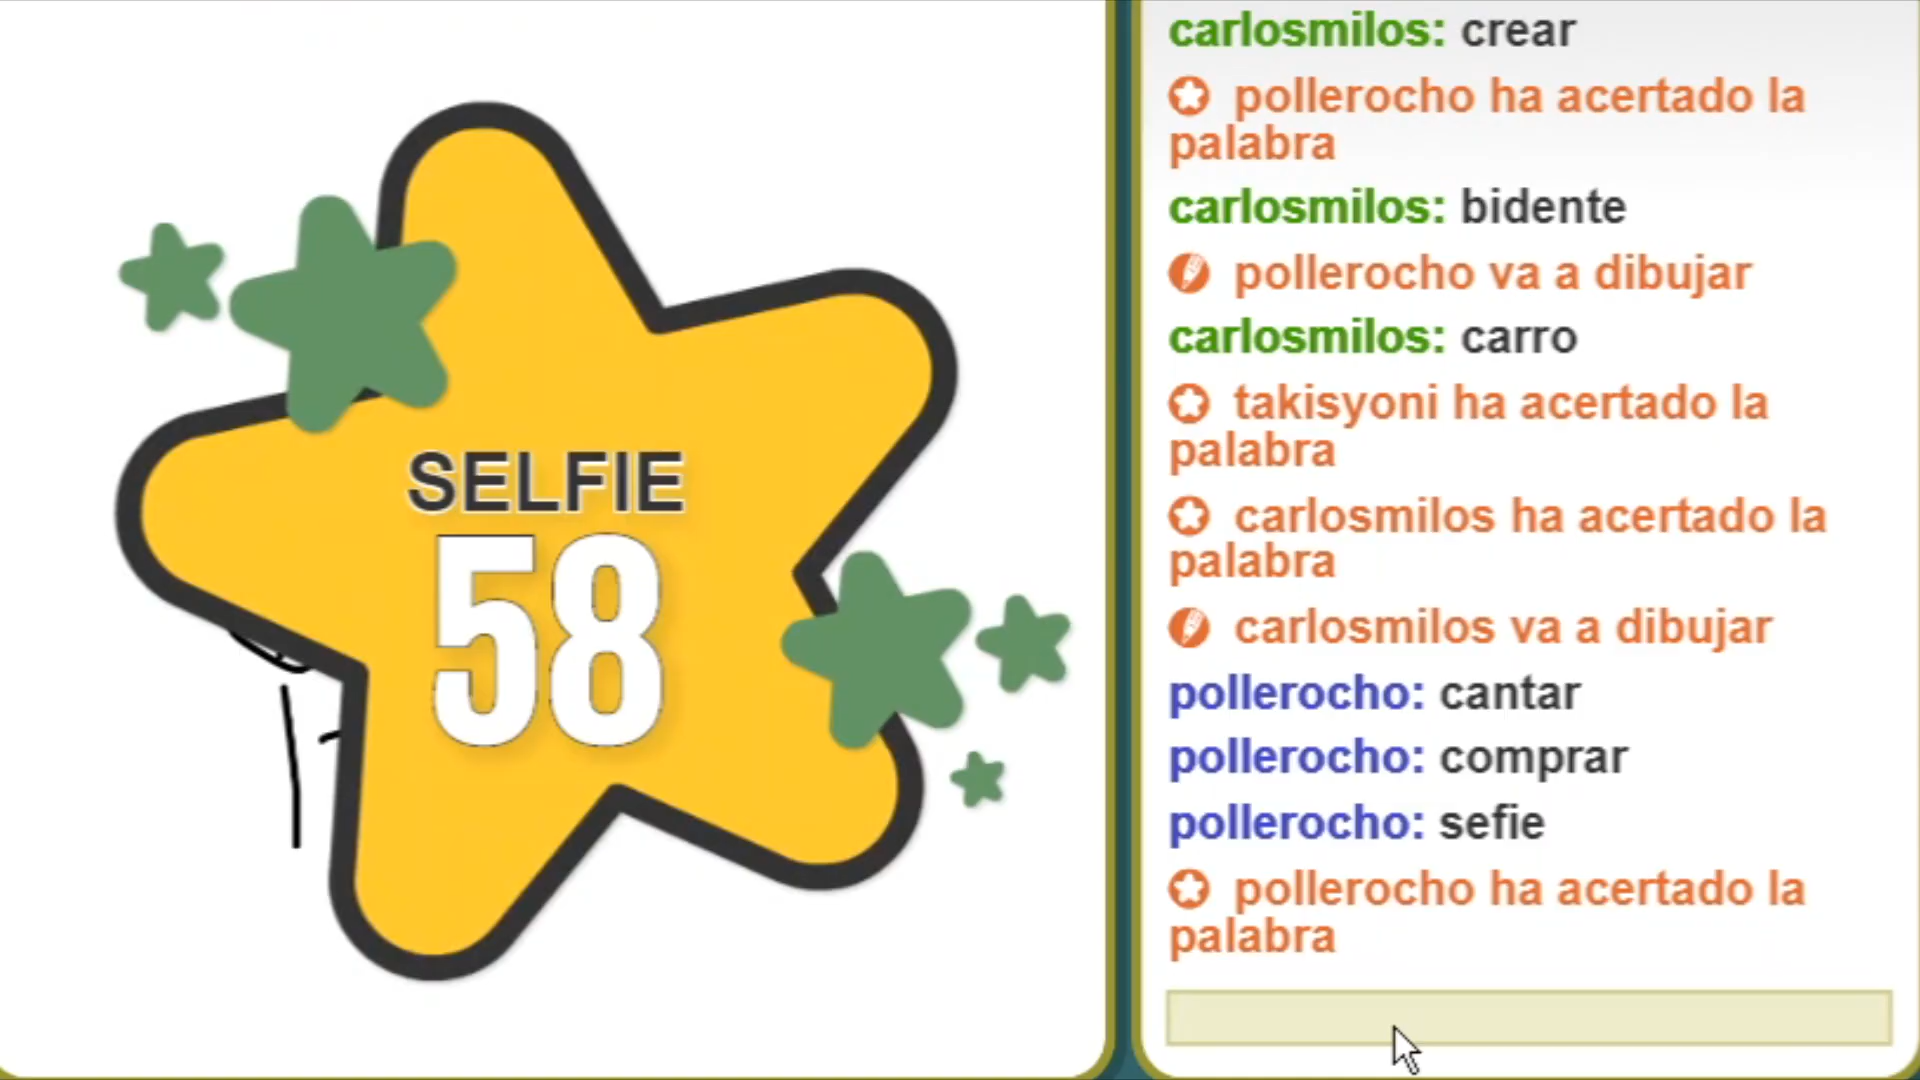 SELFIE
58
carlosmilos: crear
pollerocho ha acertado la
palabra
carlosmilos: bidente
pollerocho va a dibujar
carlosmilos: carro
takisyoni ha acertado la
palabra
carlosmilos ha acertado la
palabra
carlosmilos va a dibujar
pollerocho: cantar
pollerocho: comprar
pollerocho: sefie
pollerocho ha acertado la
palabra